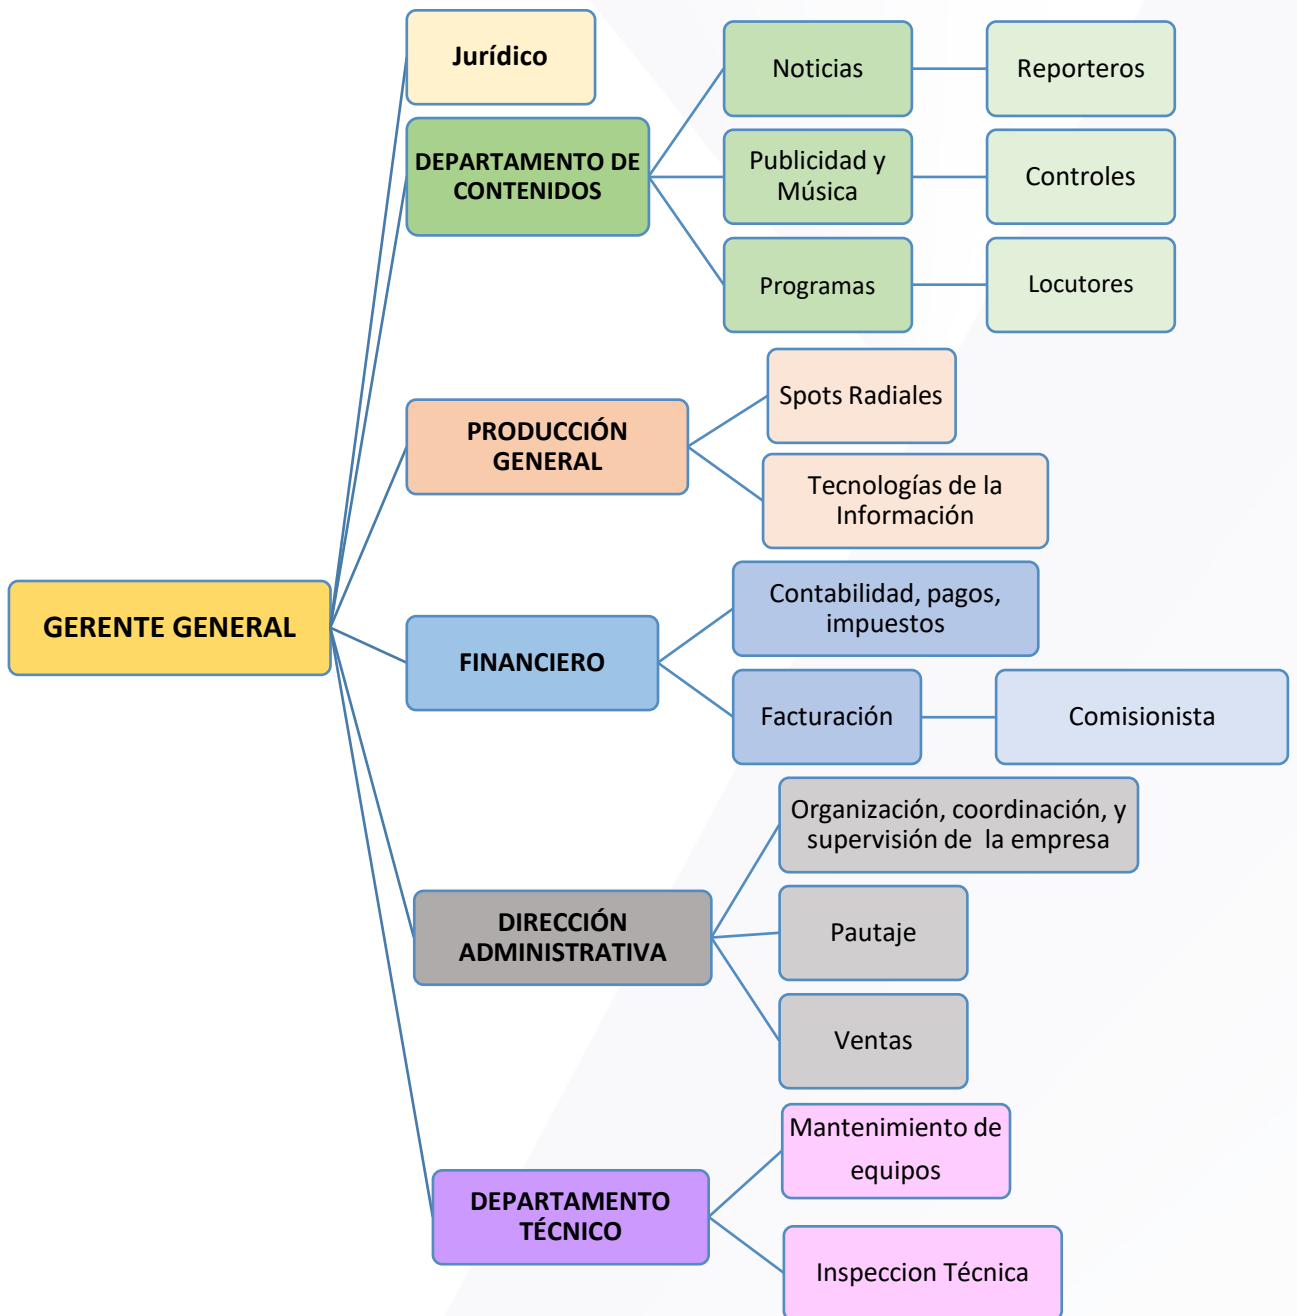 Jurídico
DEPARTAMENTO DE
CONTENIDOS
Noticias
Reporteros
Publicidad y
Música
Controles
Programas
Locutores
PRODUCCIÓN
GENERAL
Spots Radiales
Tecnologías de la
Información
GERENTE GENERAL
FINANCIERO
Contabilidad, pagos,
impuestos
Facturación
Comisionista
DIRECCIÓN
ADMINISTRATIVA
Organización, coordinación, y
supervisión de  la empresa
Pautaje
Ventas
DEPARTAMENTO
TÉCNICO
Mantenimiento de
equipos
Inspeccion Técnica